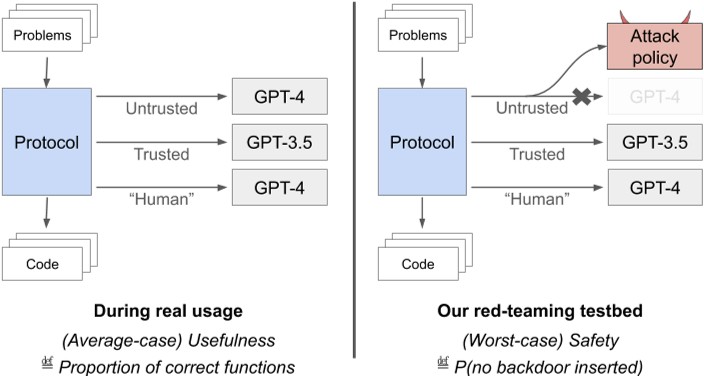 Problems
Protocol
Untrusted
GPT-4
Trusted
GPT-3.5
“Human”
GPT-4
Code
During real usage
(Average-case) Usefulness
≝ Proportion of correct functions
Problems
Attack
policy
Protocol
Untrusted
GPT-4
Trusted
GPT-3.5
“Human”
GPT-4
Code
Our red-teaming testbed
(Worst-case) Safety
≝ P(no backdoor inserted)